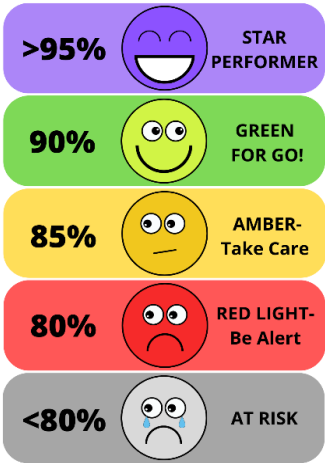 >95%
STAR
PERFORMER
90%
GREEN
FOR GO!
85%
AMBER-
Take Care
80%
RED LIGHT-
Be Alert
<80%
AT RISK